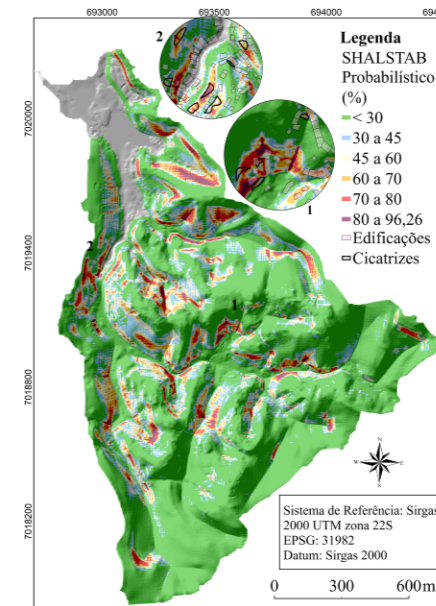 693000
693500
694000
694
7020000
7019400
7018800
7018200
2
1
2
1
Legenda
SHALSTAB
Probabilístico
(%)
< 30
30 a 45
45 a 60
60 a 70
70 a 80
80 a 96,26
Edificações
Cicatrizes
N
W
E
S
Sistema de Referência: Sirgas
2000 UTM zona 22S
EPSG: 31982
Datum: Sirgas 2000
0
300
600m